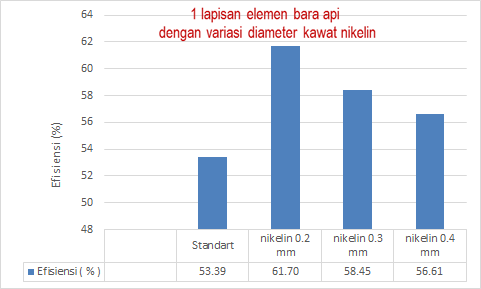 1 lapisan elemen bara api
dengan variasi diameter kawat nikelin
64
62
60
58
56
54
52
50
48
Efisiensi (%)
Standart nikelin 0.2 mm nikelin 0.3 mm nikelin 0.4 mm
Efisiensi ( % ) 53.39 61.70 58.45 56.61